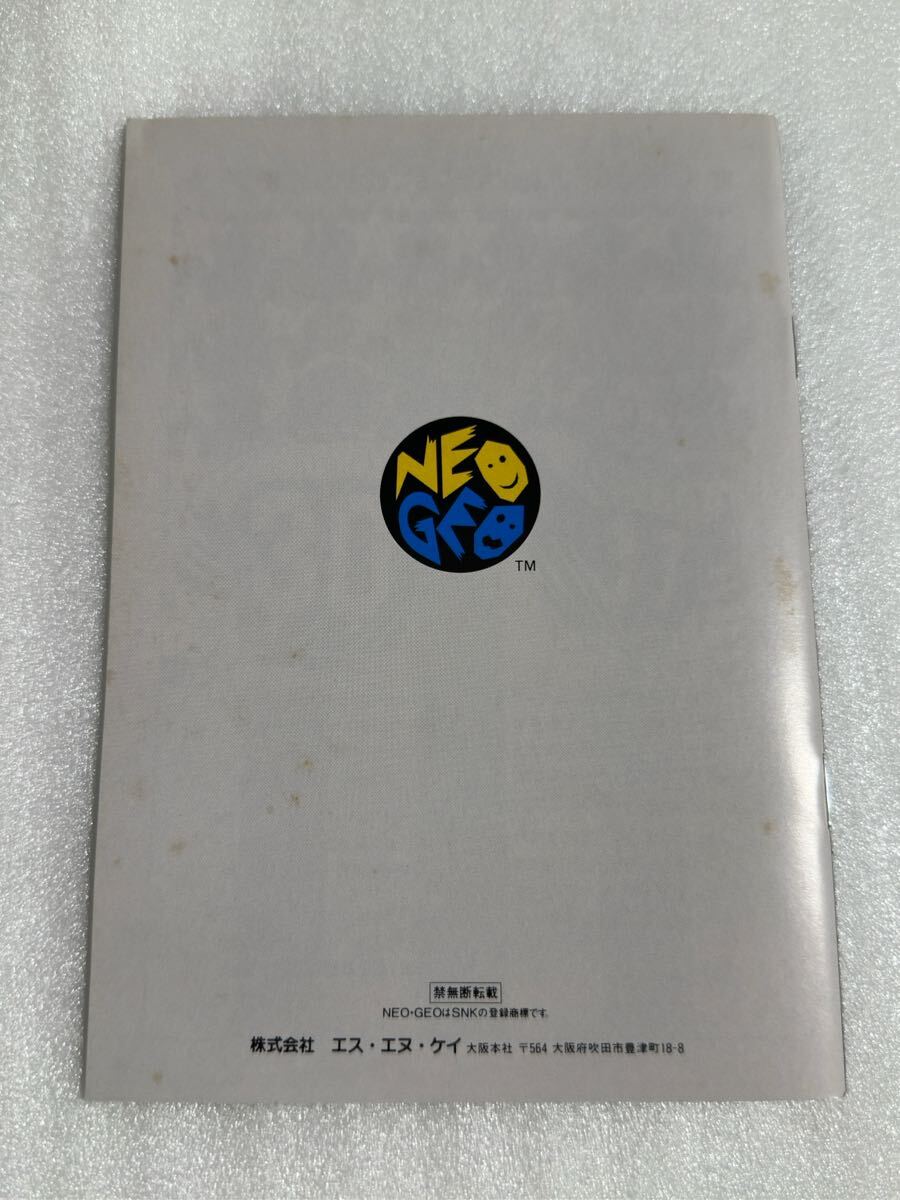 NEO
GEO
TM
禁無断転載
NEO・GEOはSNKの登録商標です。
株式会社 エス・エヌ・ケイ 大阪本社 〒564 大阪府吹田市豊津町18-8